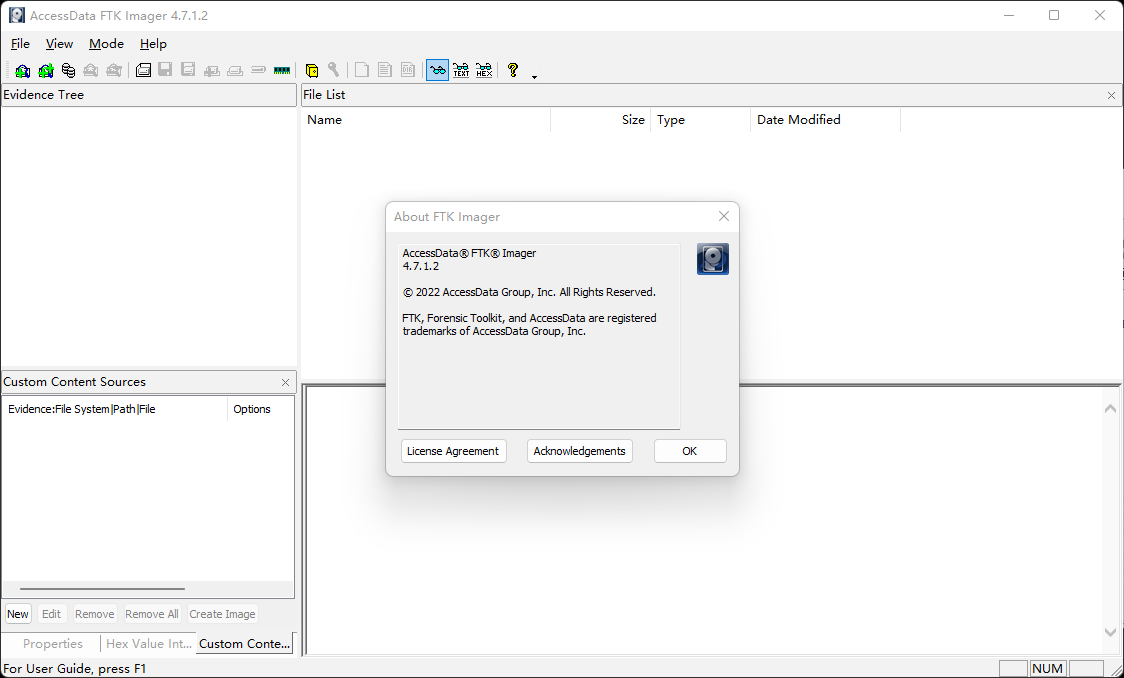 AccessData FTK Imager 4.7.1.2
File View Mode Help
TEXT HEX
Evidence Tree
File List
Name Size Type Date Modified
About FTK Imager
AccessData® FTK® Imager
4.7.1.2
© 2022 AccessData Group, Inc. All Rights Reserved.
FTK, Forensic Toolkit, and AccessData are registered
trademarks of AccessData Group, Inc.
License Agreement Acknowledgements OK
Custom Content Sources
Evidence:File System|Path|File Options
New Edit Remove Remove All Create Image
Properties Hex Value Int... Custom Conte...
For User Guide, press F1
NUM